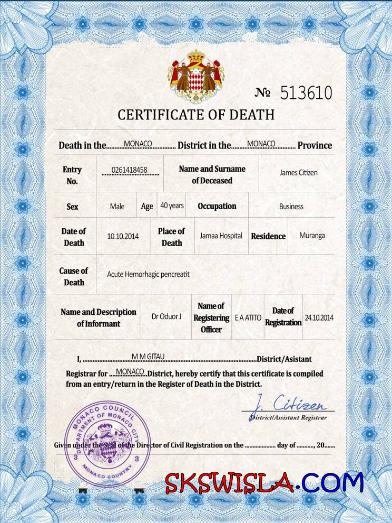 № 513610
CERTIFICATE OF DEATH
Death in the MONACO District in the MONACO Province
Entry No. 0261418458 Name and Surname of Deceased James Citizen
Sex Male Age 40 years Occupation Business
Date of Death 10.10.2014 Place of Death Jamaa Hospital Residence Muranga
Cause of Death Acute Hemorhagic pencreatit
Name and Description of informant Dr Oduor J Name of Registering Officer E A ATITO Date of Registration 24.10.2014
I, M M GITAU District/Asistant
Registrar for MONACO District, hereby certify that this certificate is compiled
from an entry/return in the Register of Death in the District.
J. Citizen
District/Assistant Registrar
Given under the Seal of the Director of Civil Registration on the day of , 20
MONACO COUNCIL
DEPARTMENT OF MONACO CITY
MONACO COUNTRY
SKSWISLA.COM